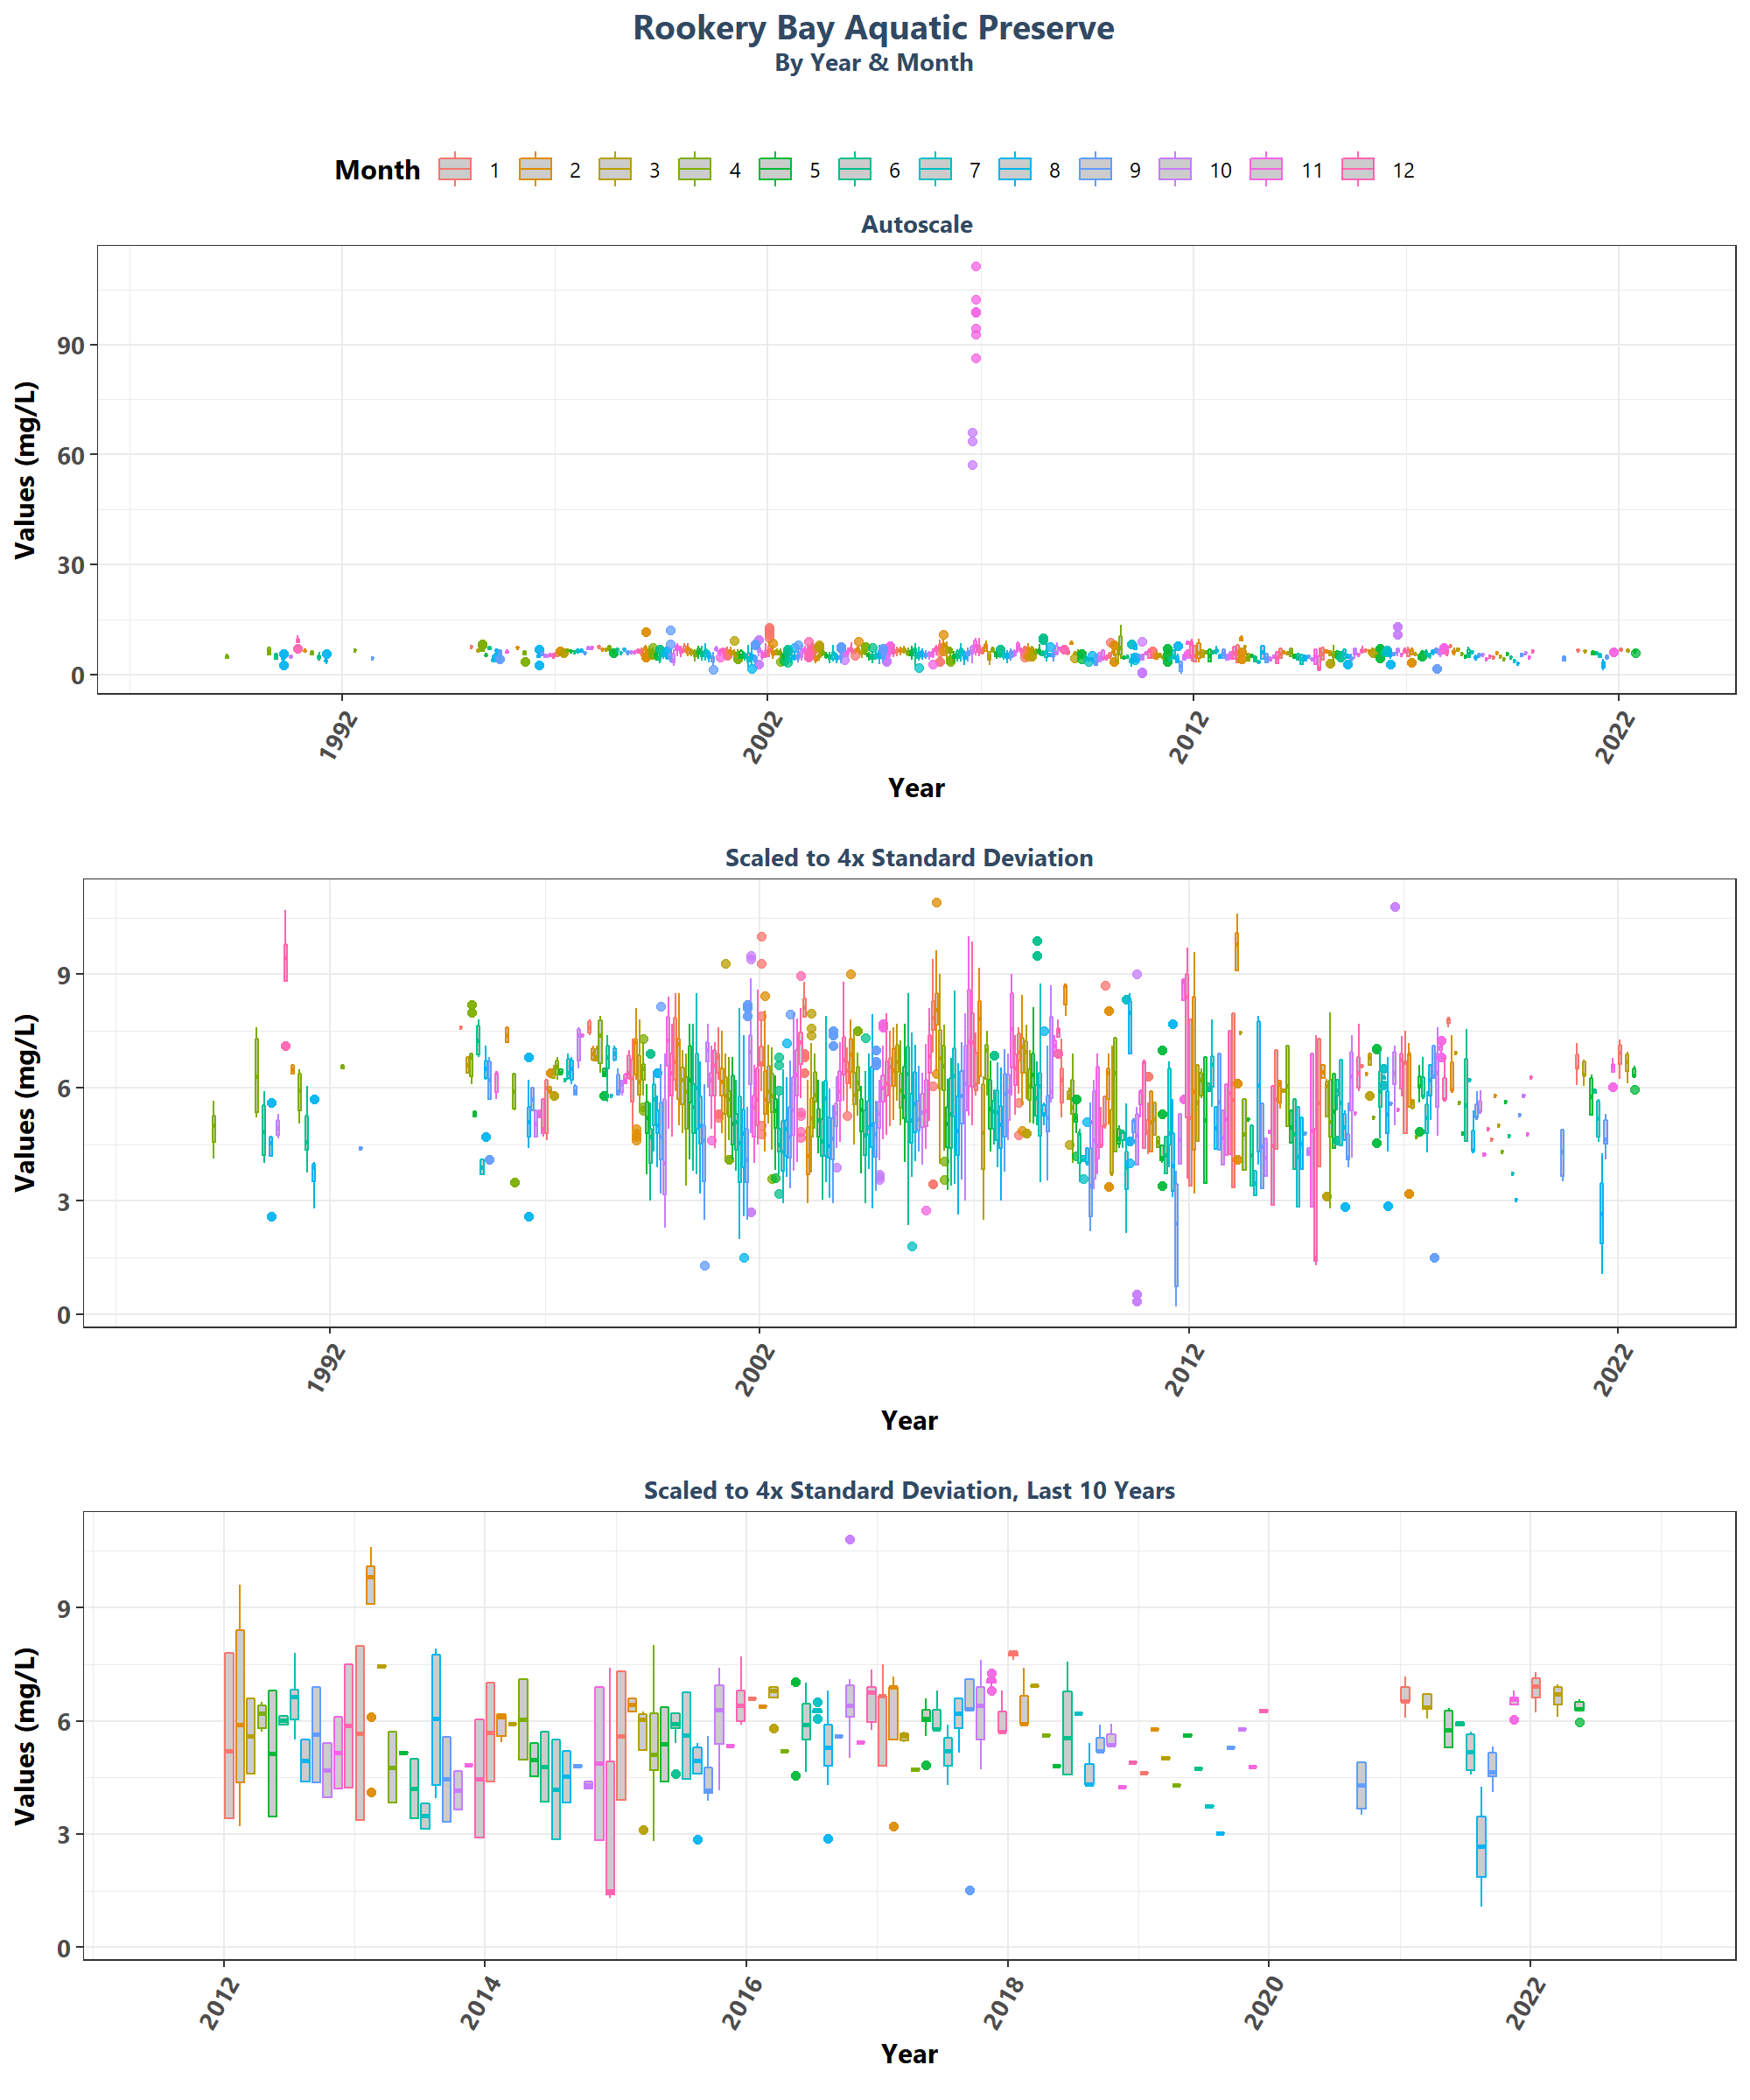 Rookery Bay Aquatic Preserve
By Year & Month
Month 1 2 3 4 5 6 7 8 9 10 11 12
Autoscale
Values (mg/L)
90
60
30
0
1992 2002 2012 2022
Year
Scaled to 4x Standard Deviation
Values (mg/L)
9
6
3
0
1992 2002 2012 2022
Year
Scaled to 4x Standard Deviation, Last 10 Years
Values (mg/L)
9
6
3
0
2012 2014 2016 2018 2020 2022
Year